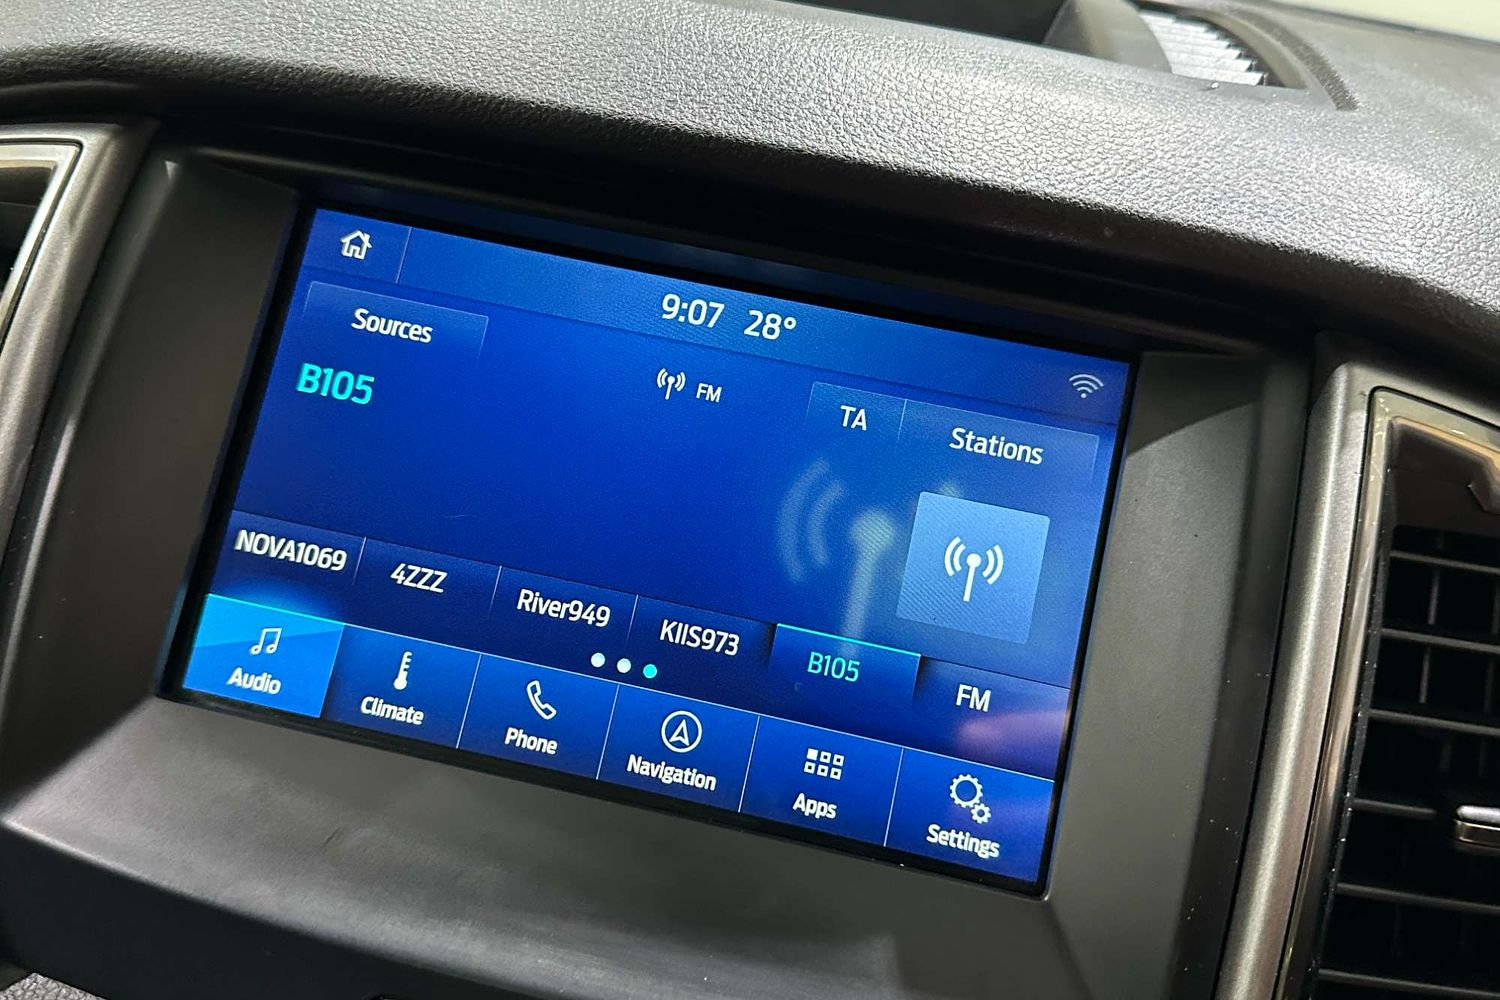 9:07 28°
Sources
B105
FM
TA
Stations
NOVA1069
4ZZZ
River949
KIIS973
B105
FM
Audio
Climate
Phone
Navigation
Apps
Settings